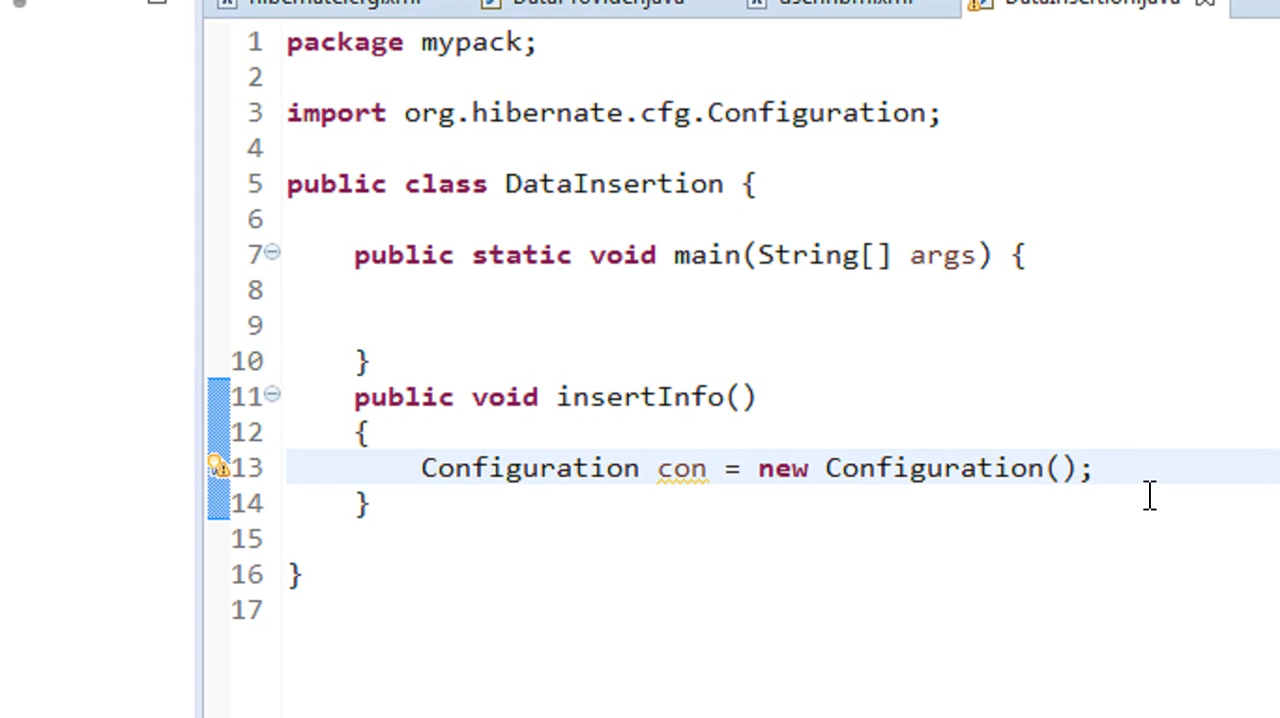 1 package mypack;
2
3 import org.hibernate.cfg.Configuration;
4
5 public class DataInsertion {
6
7 public static void main(String[] args) {
8
9
10 }
11 public void insertInfo()
12 {
13 Configuration con = new Configuration();
14 }
15
16 }
17